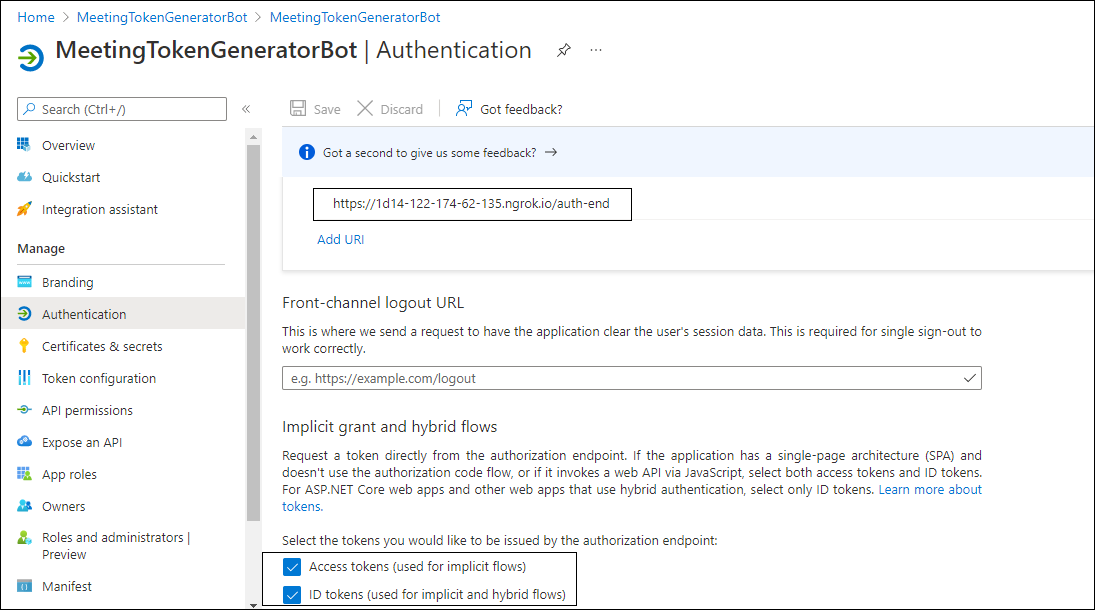 Home > MeetingTokenGeneratorBot > MeetingTokenGeneratorBot
MeetingTokenGeneratorBot | Authentication
Search (Ctrl+/)
Save
Discard
Got feedback?
Overview
Quickstart
Integration assistant
Manage
Branding
Authentication
Certificates & secrets
Token configuration
API permissions
Expose an API
App roles
Owners
Roles and administrators |
Preview
Manifest
Got a second to give us some feedback?
https://1d14-122-174-62-135.ngrok.io/auth-end
Add URI
Front-channel logout URL
This is where we send a request to have the application clear the user's session data. This is required for single sign-out to
work correctly.
e.g. https://example.com/logout
Implicit grant and hybrid flows
Request a token directly from the authorization endpoint. If the application has a single-page architecture (SPA) and
doesn't use the authorization code flow, or if it invokes a web API via JavaScript, select both access tokens and ID tokens.
For ASP.NET Core web apps and other web apps that use hybrid authentication, select only ID tokens. Learn more about
tokens.
Select the tokens you would like to be issued by the authorization endpoint:
Access tokens (used for implicit flows)
ID tokens (used for implicit and hybrid flows)